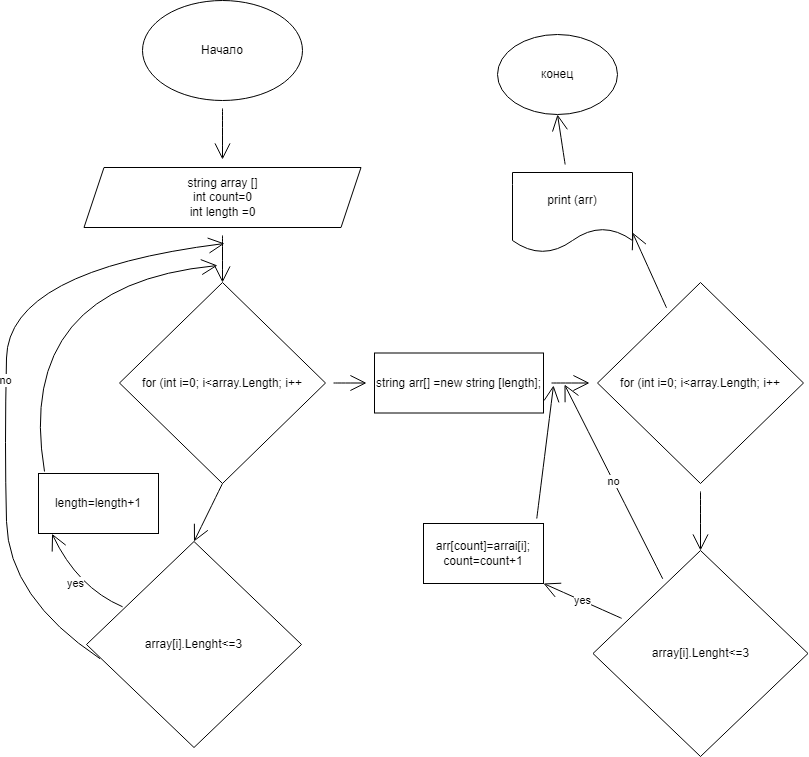 Начало
string array []
int count=0
int length =0
for (int i=0; i<array.Length; i++
no
length=length+1
yes
array[i].Lenght<=3
string arr[] =new string [length];
for (int i=0; i<array.Length; i++
no
arr[count]=arrai[i];
count=count+1
yes
array[i].Lenght<=3
print (arr)
конец